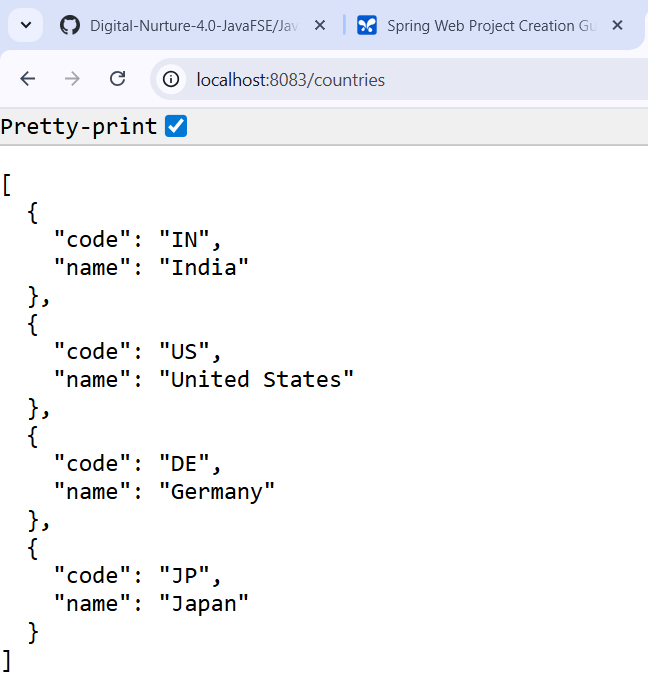 Digital-Nurture-4.0-JavaFSE/Jav
Spring Web Project Creation Gu
localhost:8083/countries
Pretty-print
[
  {
    "code": "IN",
    "name": "India"
  },
  {
    "code": "US",
    "name": "United States"
  },
  {
    "code": "DE",
    "name": "Germany"
  },
  {
    "code": "JP",
    "name": "Japan"
  }
]